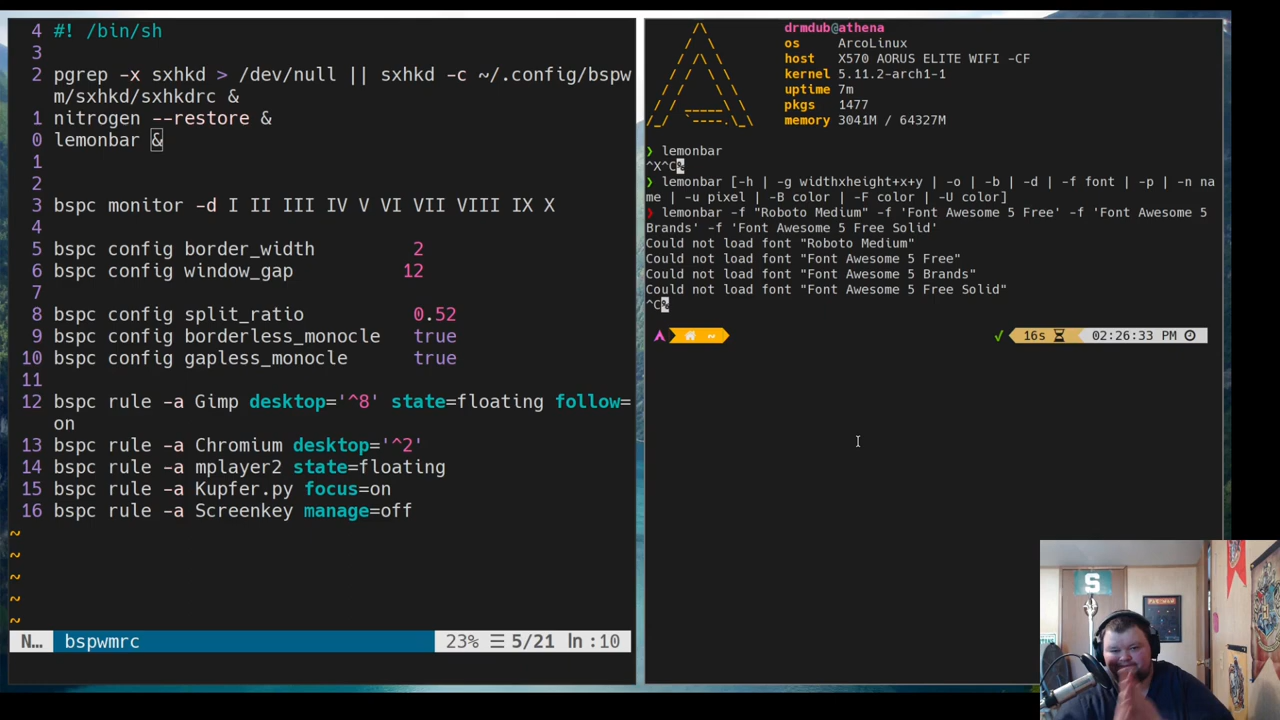 4 #! /bin/sh
3
2 pgrep -x sxhkd > /dev/null || sxhkd -c ~/.config/bspw
m/sxhkd/sxhkdrc &
1 nitrogen --restore &
0 lemonbar &
1
2
3 bspc monitor -d I II III IV V VI VII VIII IX X
4
5 bspc config border_width 2
6 bspc config window_gap 12
7
8 bspc config split_ratio 0.52
9 bspc config borderless_monocle true
10 bspc config gapless_monocle true
11
12 bspc rule -a Gimp desktop='^8' state=floating follow=
on
13 bspc rule -a Chromium desktop='^2'
14 bspc rule -a mplayer2 state=floating
15 bspc rule -a Kupfer.py focus=on
16 bspc rule -a Screenkey manage=off
~
~
~
~
~
N… bspwmrc 23% ☰ 5/21 ln:10
drmdub@athena
os ArcoLinux
host X570 AORUS ELITE WIFI -CF
kernel 5.11.2-arch1-1
uptime 7m
pkgs 1477
memory 3041M / 64327M
❯ lemonbar
^X^C%
❯ lemonbar [-h | -g widthxheight+x+y | -o | -b | -d | -f font | -p | -n na
me | -u pixel | -B color | -F color | -U color]
❯ lemonbar -f "Roboto Medium" -f 'Font Awesome 5 Free' -f 'Font Awesome 5
Brands' -f 'Font Awesome 5 Free Solid'
Could not load font "Roboto Medium"
Could not load font "Font Awesome 5 Free"
Could not load font "Font Awesome 5 Brands"
Could not load font "Font Awesome 5 Free Solid"
^C%
~ ✓ 16s 02:26:33 PM
S